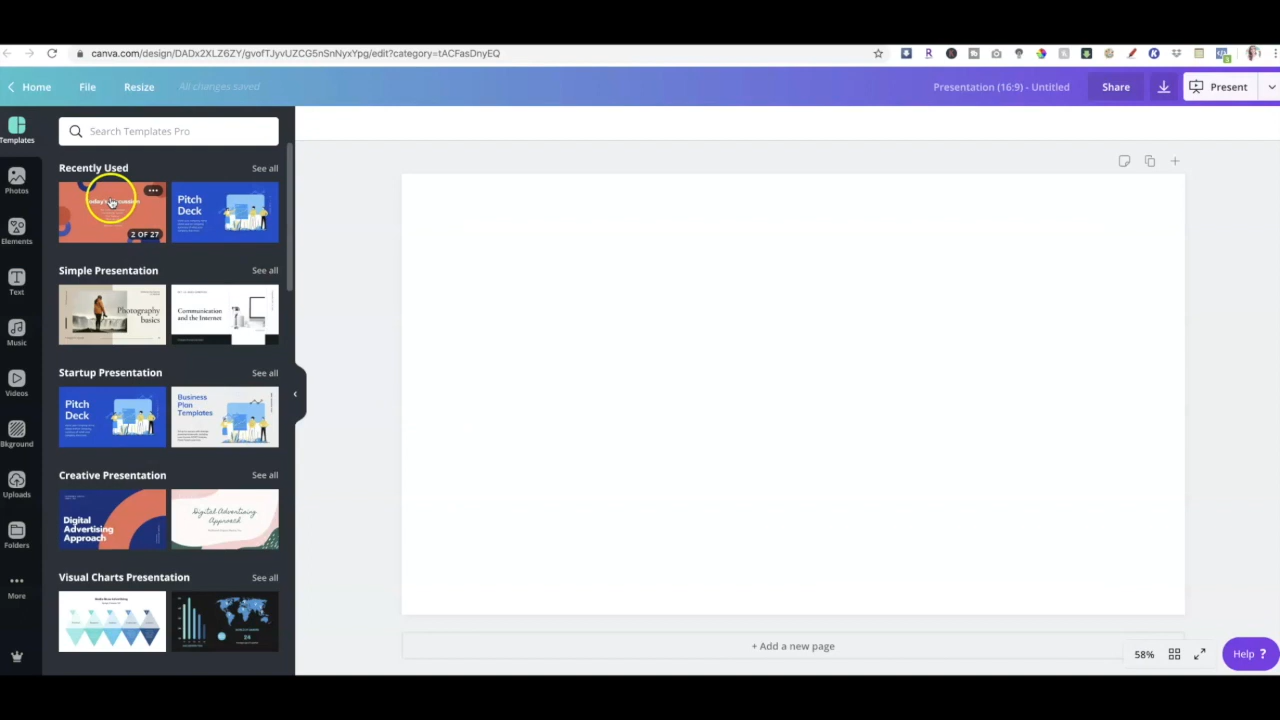 canva.com/design/DADx2XLZ6ZY/gvofTJyvUZCG5nSnNyxYpg/edit?category=tACFasDnyEQ
Home File Resize All changes saved Presentation (16:9) - Untitled Share Present
Templates
Photos
Elements
Text
Music
Videos
Bkground
Uploads
Folders
More
Search Templates Pro
Recently Used See all
2 OF 27
Pitch
Deck
Simple Presentation See all
Photography
basics
Communication
and the Internet
Startup Presentation See all
Pitch
Deck
Business
Plan
Templates
Creative Presentation See all
Digital
Advertising
Approach
Digital Advertising
Approach
Visual Charts Presentation See all
24
+ Add a new page
58%
Help ?